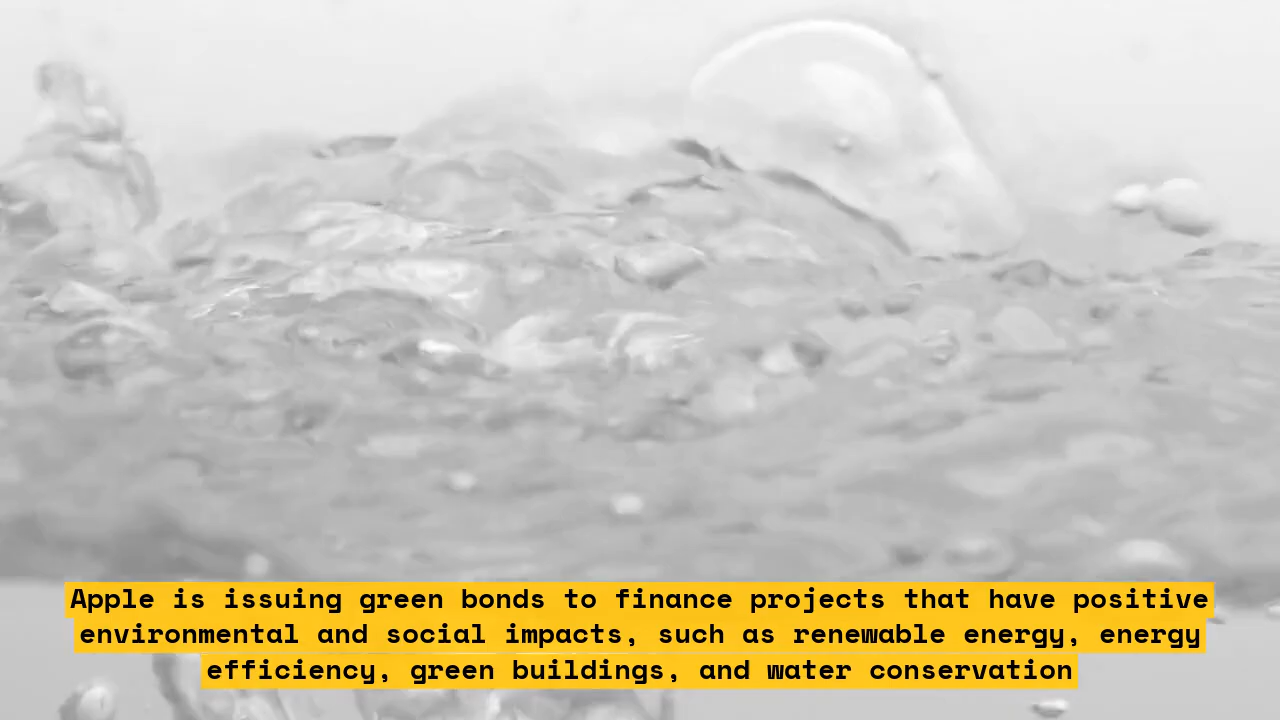 Apple is issuing green bonds to finance projects that have positive
environmental and social impacts, such as renewable energy, energy
efficiency, green buildings, and water conservation